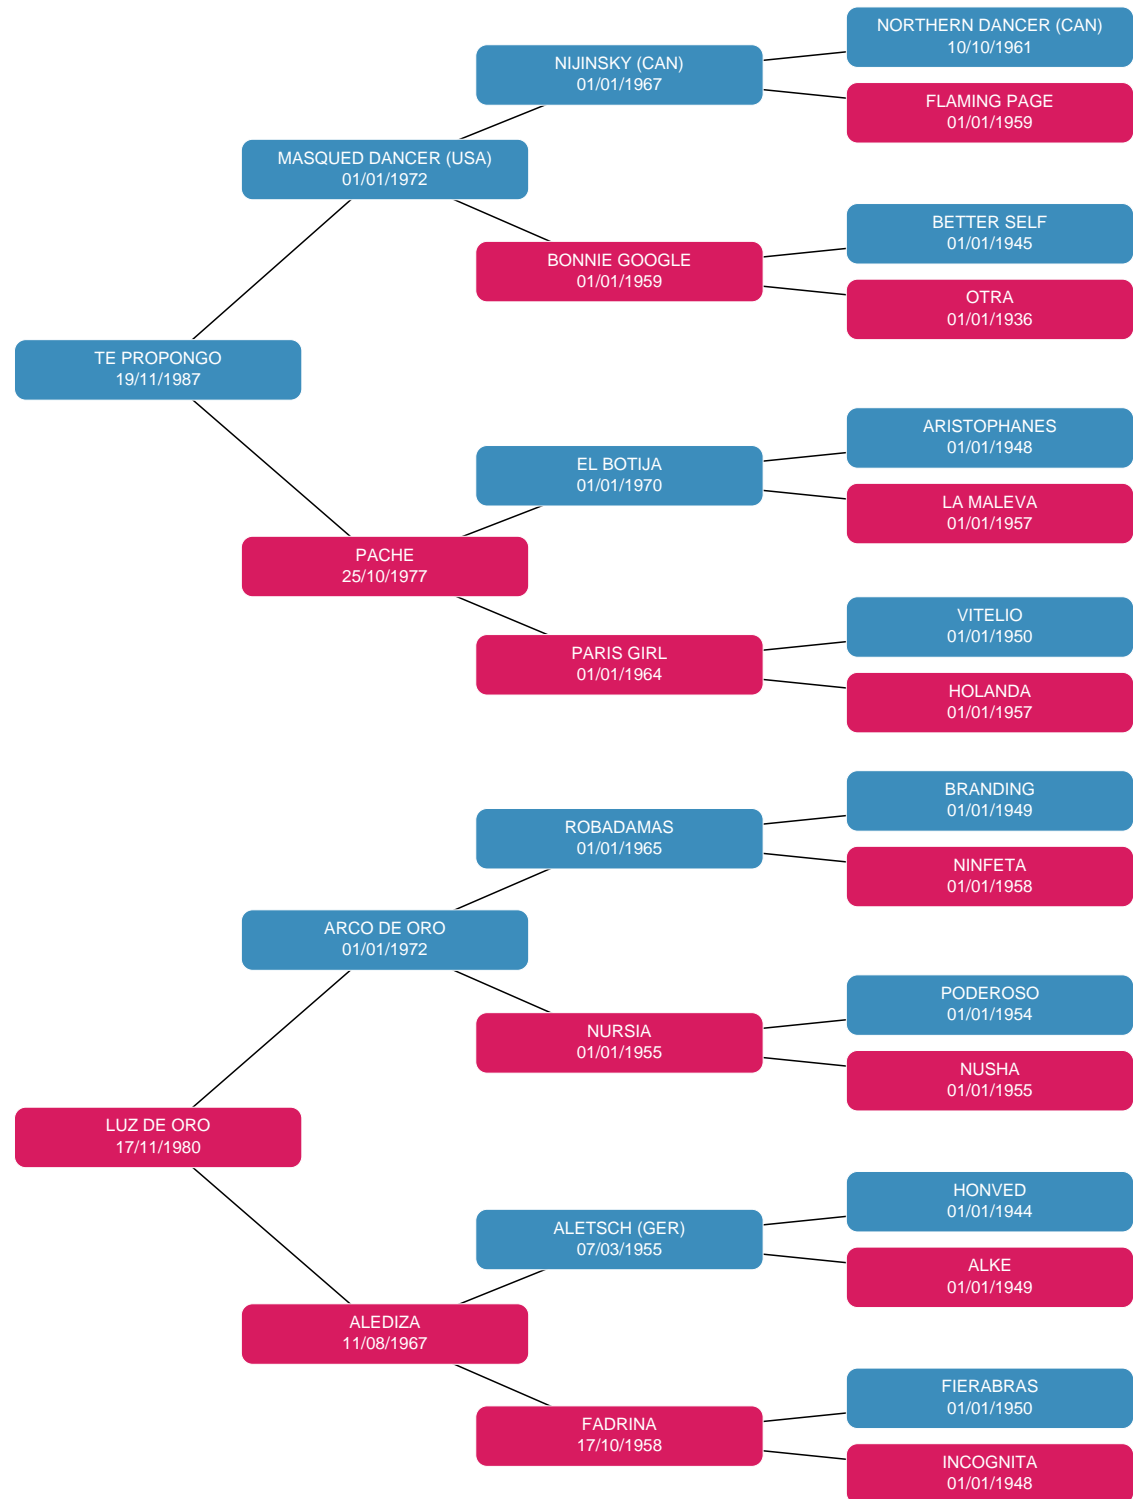 NORTHERN DANCER (CAN)
10/10/1961
NIJINSKY (CAN)
01/01/1967
FLAMING PAGE
01/01/1959
MASQUED DANCER (USA)
01/01/1972
BETTER SELF
01/01/1945
BONNIE GOOGLE
01/01/1959
OTRA
01/01/1936
TE PROPONGO
19/11/1987
ARISTOPHANES
01/01/1948
EL BOTIJA
01/01/1970
LA MALEVA
01/01/1957
PACHE
25/10/1977
VITELIO
01/01/1950
PARIS GIRL
01/01/1964
HOLANDA
01/01/1957
BRANDING
01/01/1949
ROBADAMAS
01/01/1965
NINFETA
01/01/1958
ARCO DE ORO
01/01/1972
PODEROSO
01/01/1954
NURSIA
01/01/1955
NUSHA
01/01/1955
LUZ DE ORO
17/11/1980
HONVED
01/01/1944
ALETSCH (GER)
07/03/1955
ALKE
01/01/1949
ALEDIZA
11/08/1967
FIERABRAS
01/01/1950
FADRINA
17/10/1958
INCOGNITA
01/01/1948